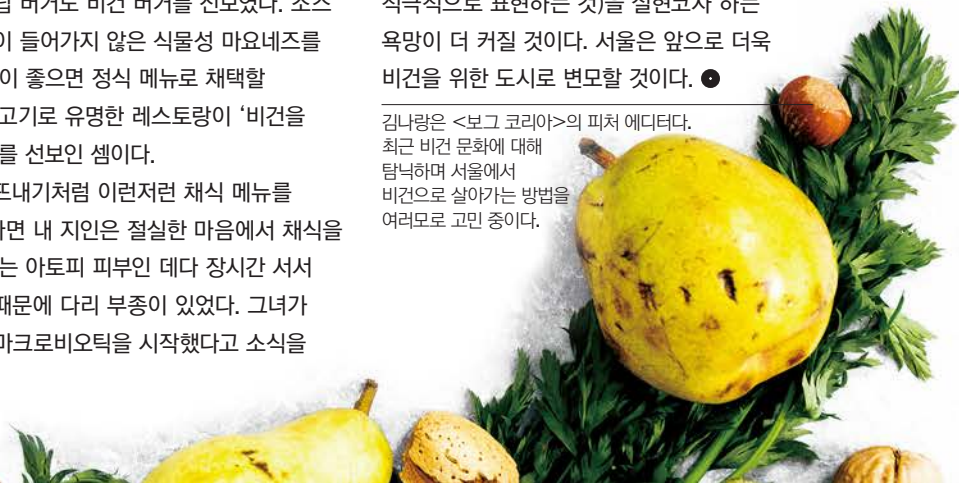 버거도 비건 버거를 선보였다. 소스
들어가지 않은 식물성 마요네즈를
좋으면 정식 메뉴로 채택할
고기로 유명한 레스토랑이 ‘비건을
를 선보인 셈이다.
뜨내기처럼 이런저런 채식 메뉴를
내 지인은 절실한 마음에서 채식을
는 아토피 피부인 데다 장시간 서서
때문에 다리 부종이 있었다. 그녀가
마크로비오틱을 시작했다고 소식을
적극적으로 표현하는 것)을 실현코자 하는
욕망이 더 커질 것이다. 서울은 앞으로 더욱
비건을 위한 도시로 변모할 것이다.
김나랑은 <보그 코리아>의 피처 에디터다.
최근 비건 문화에 대해
탐닉하며 서울에서
비건으로 살아가는 방법을
여러모로 고민 중이다.